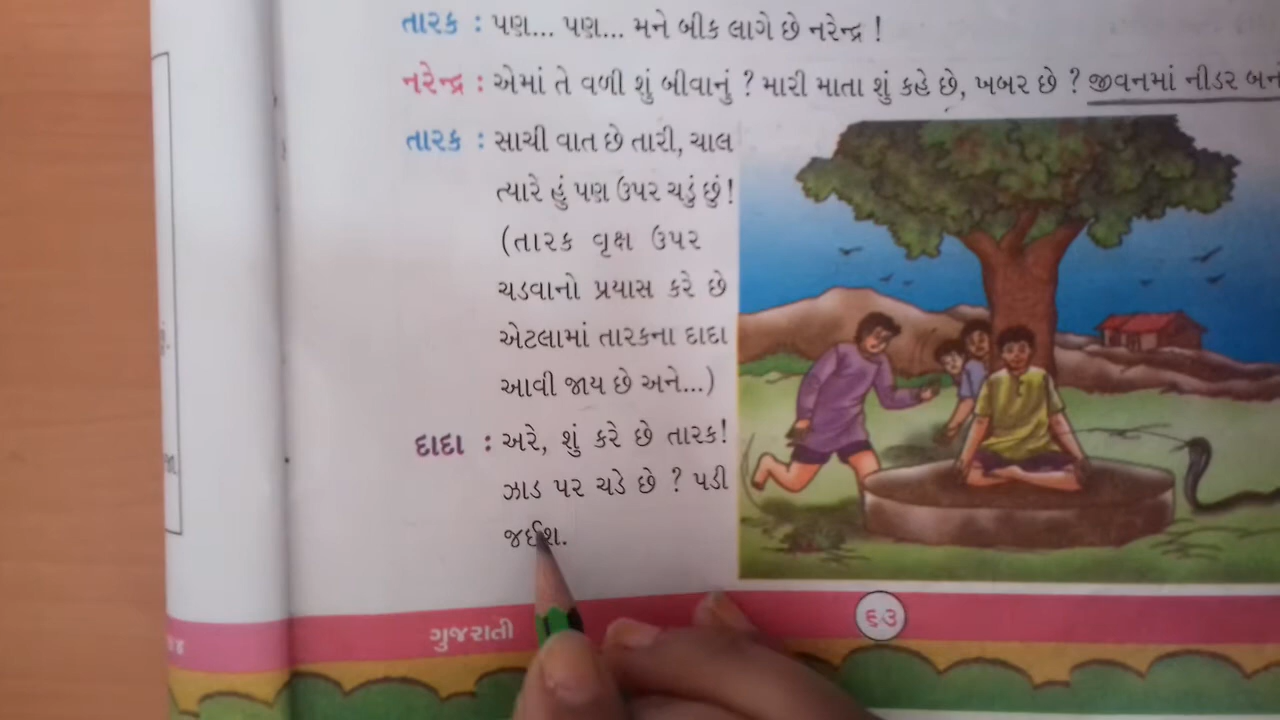 તારક : પણ... પણ... મને બીક લાગે છે નરેન્દ્ર !
નરેન્દ્ર : એમાં તે વળી શું બીવાનું ? મારી માતા શું કહે છે, ખબર છે ? જીવનમાં નીડર
તારક : સાચી વાત છે તારી, ચાલ
ત્યારે હું પણ ઉપર ચડું છું!
(તારક વૃક્ષ ઉપર
ચડવાનો પ્રયાસ કરે છે
એટલામાં તારકના દાદા
આવી જાય છે અને...)
દાદા : અરે, શું કરે છે તારક!
ઝાડ પર ચડે છે ? પડી
જઈશ.
ગુજરાતી
૬૩